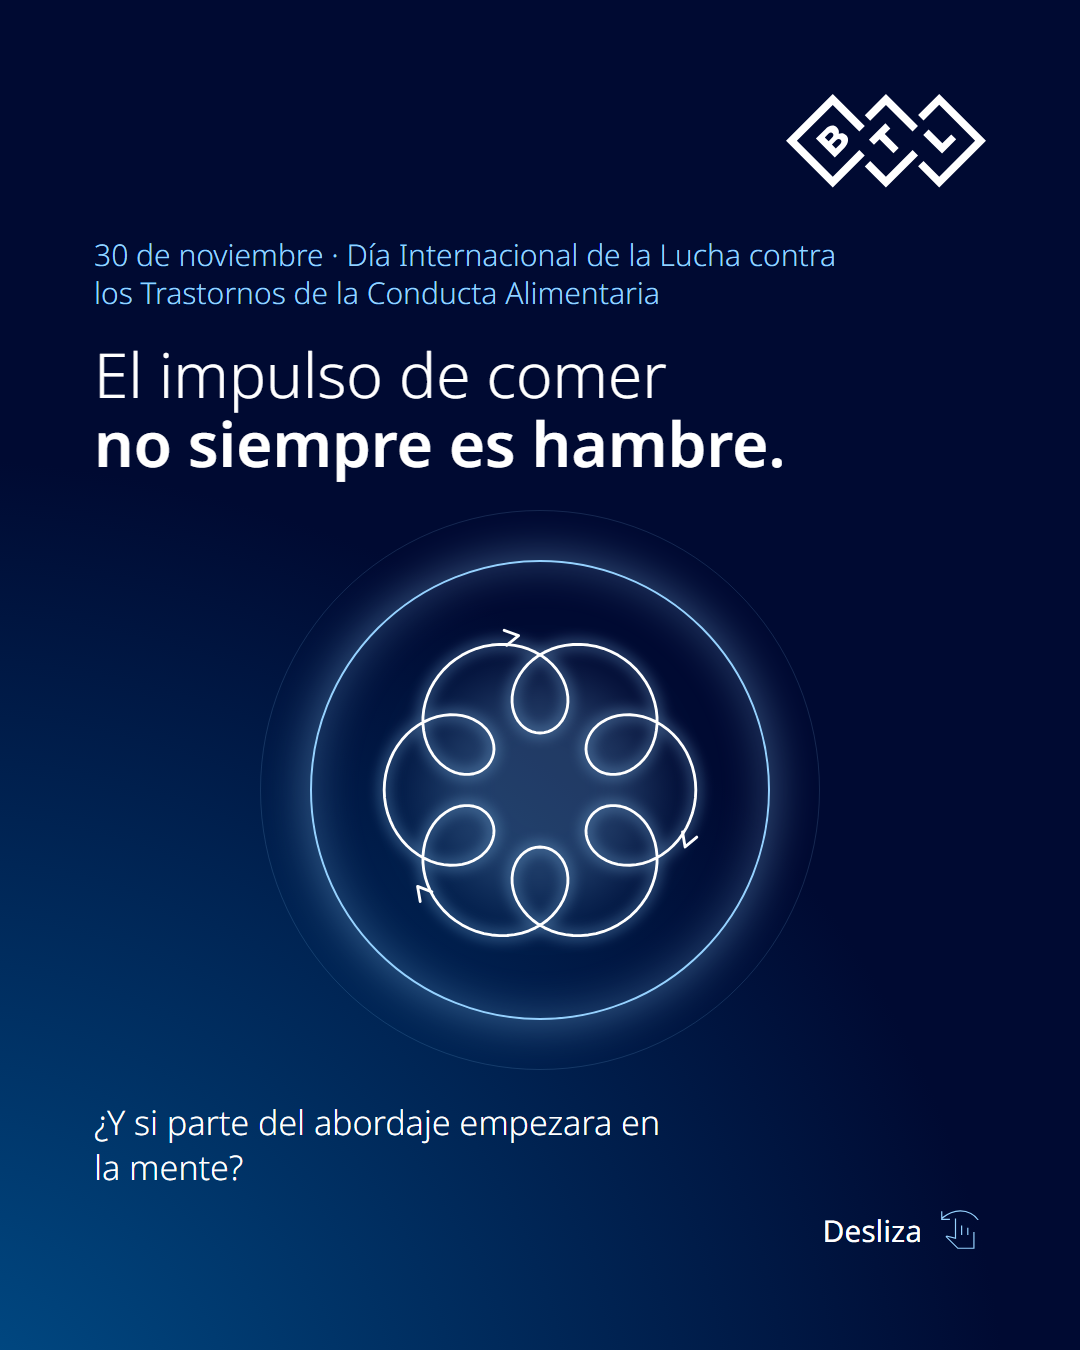 BTL
30 de noviembre · Día Internacional de la Lucha contra
los Trastornos de la Conducta Alimentaria
El impulso de comer
no siempre es hambre.
¿Y si parte del abordaje empezara en
la mente?
Desliza